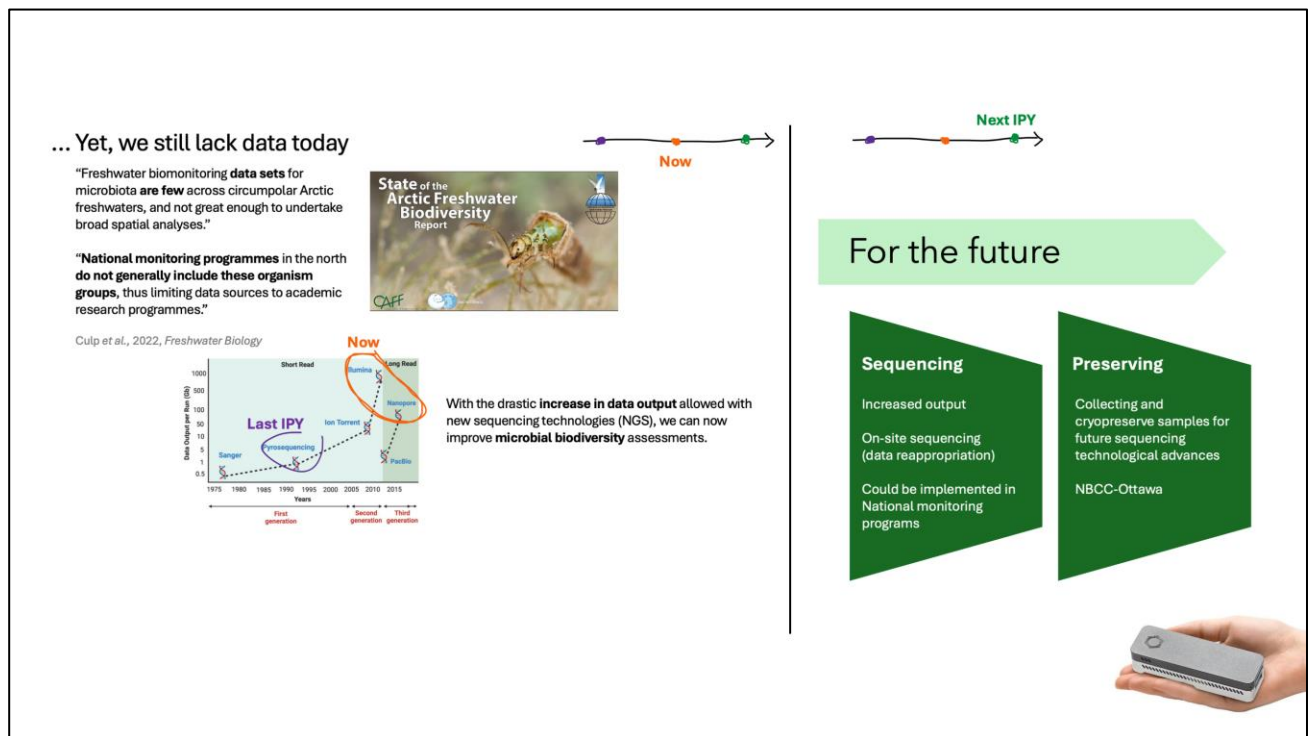 ... Yet, we still lack data today
“Freshwater biomonitoring data sets for
microbiota are few across circumpolar Arctic
freshwaters, and not great enough to undertake
broad spatial analyses.”
“National monitoring programmes in the north
do not generally include these organism
groups, thus limiting data sources to academic
research programmes.”
Culp et al., 2022, Freshwater Biology
Now
State of the
Arctic Freshwater
Biodiversity
Report
CAFF
Now
Short Read
Long Read
Illumina
Nanopore
Last IPY
Ion Torrent
Sanger
Pyrosequencing
PacBio
Data Output per Run (Gb)
1000
500
100
50
10
5
1
0.5
1975 1980 1985 1990 1995 2000 2005 2010 2015
Years
First
generation
Second
generation
Third
generation
With the drastic increase in data output allowed with
new sequencing technologies (NGS), we can now
improve microbial biodiversity assessments.
Next IPY
For the future
Sequencing
Increased output
On-site sequencing
(data reappropriation)
Could be implemented in
National monitoring
programs
Preserving
Collecting and
cryopreserve samples for
future sequencing
technological advances
NBCC-Ottawa